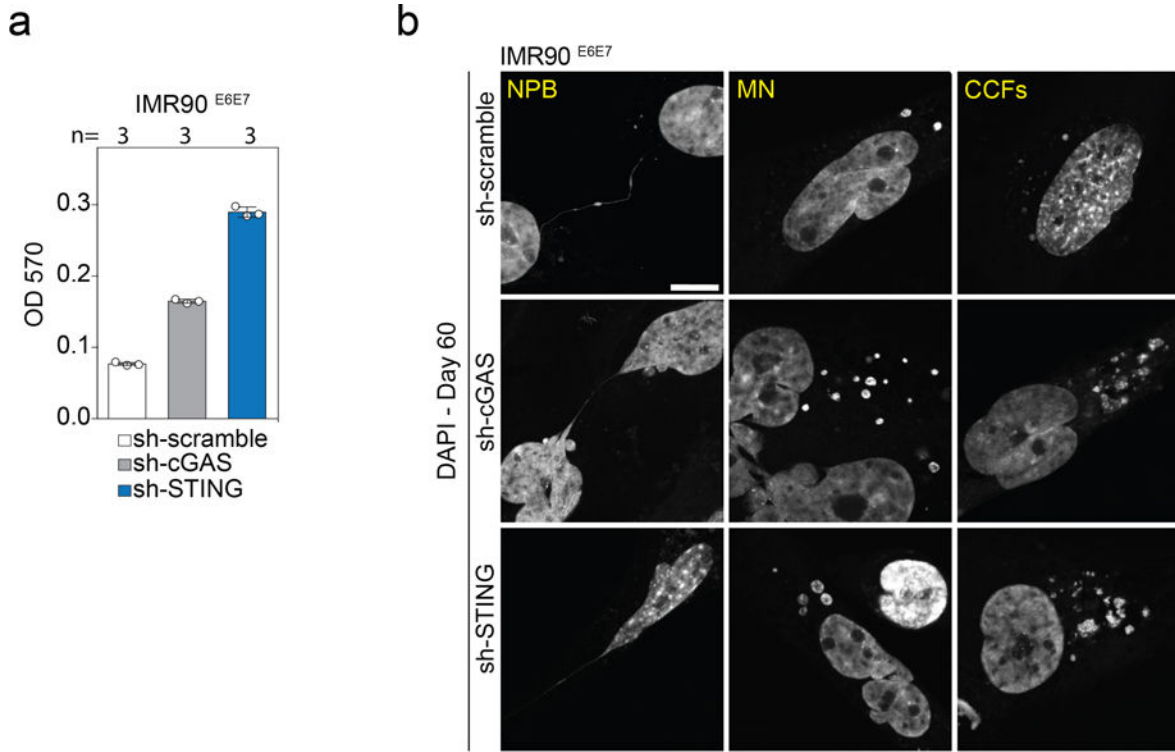 a
IMR90 E6E7
n= 3 3 3
OD 570
0.3
0.2
0.1
0.0
sh-scramble
sh-cGAS
sh-STING
b
IMR90 E6E7
DAPI - Day 60
NPB MN CCFs
sh-scramble
sh-cGAS
sh-STING